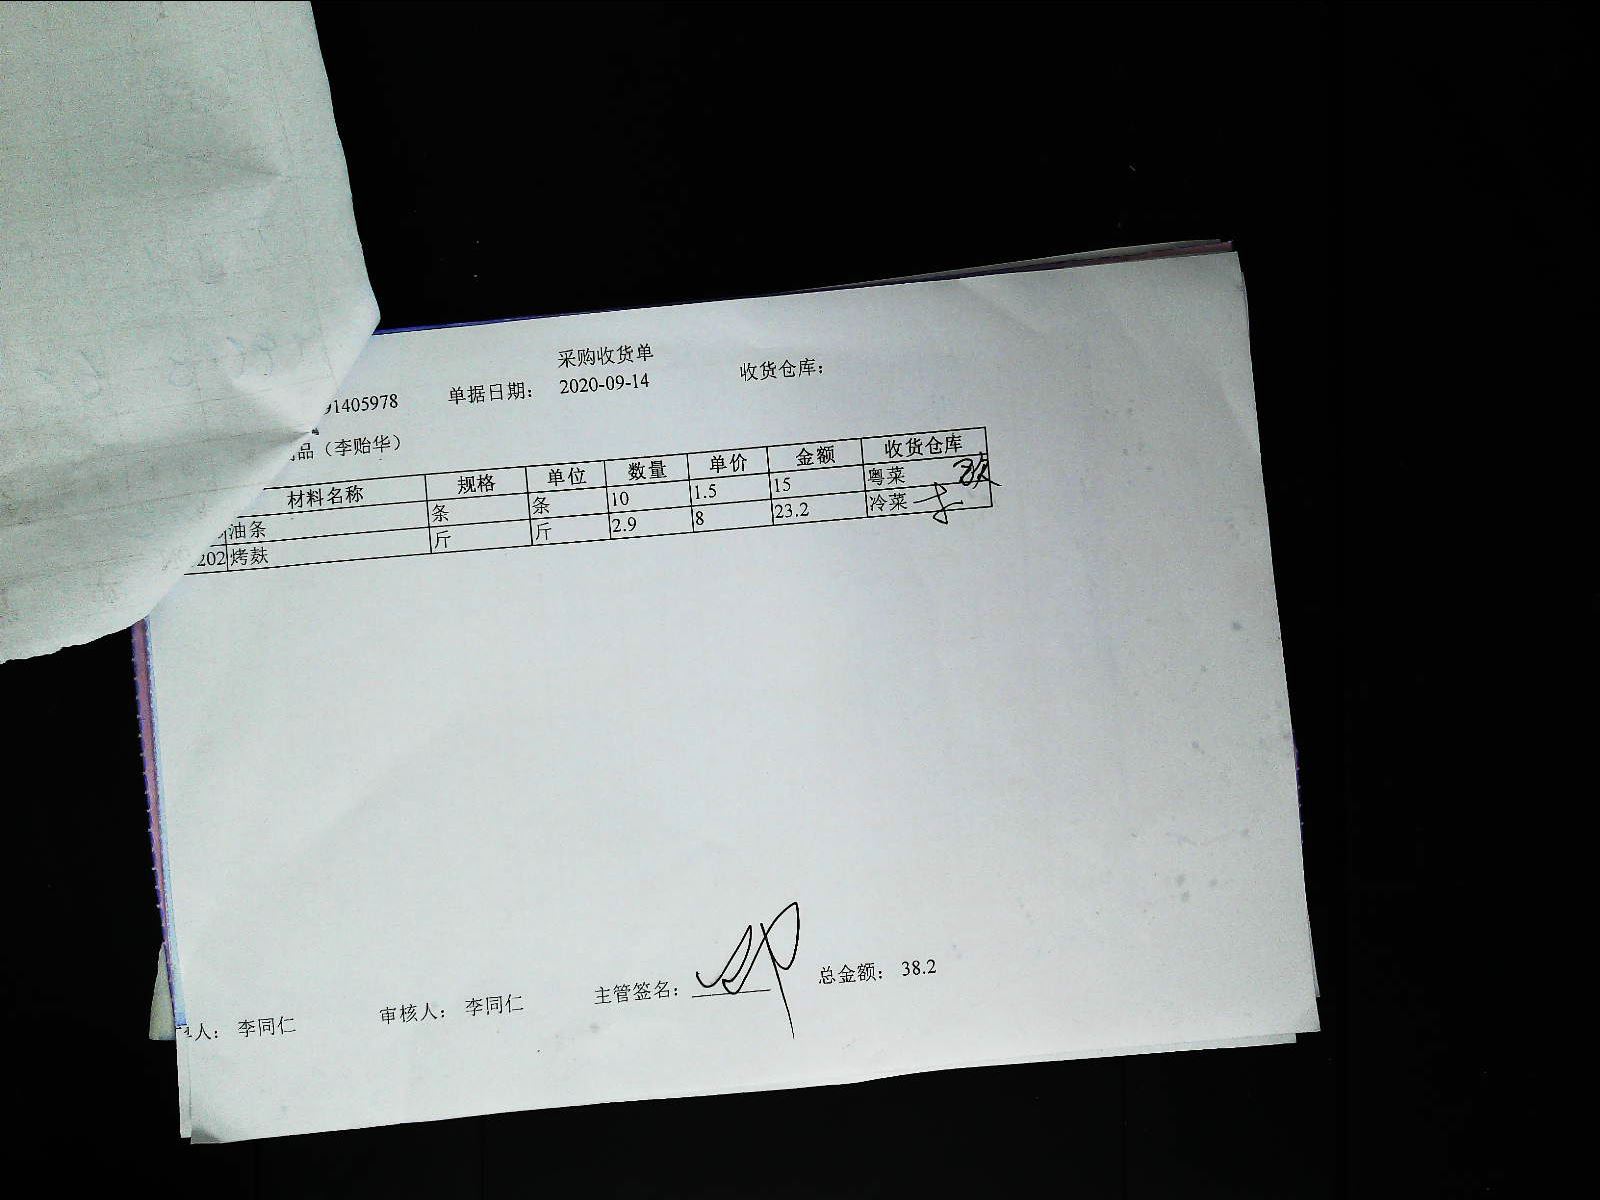 采购收货单
91405978 单据日期： 2020-09-14 收货仓库：
品（李贻华）
材料名称 规格 单位 数量 单价 金额 收货仓库
油条 条 条 10 1.5 15 粤菜
202 烤麸 斤 斤 2.9 8 23.2 冷菜
人： 李同仁 审核人： 李同仁 主管签名： 总金额： 38.2